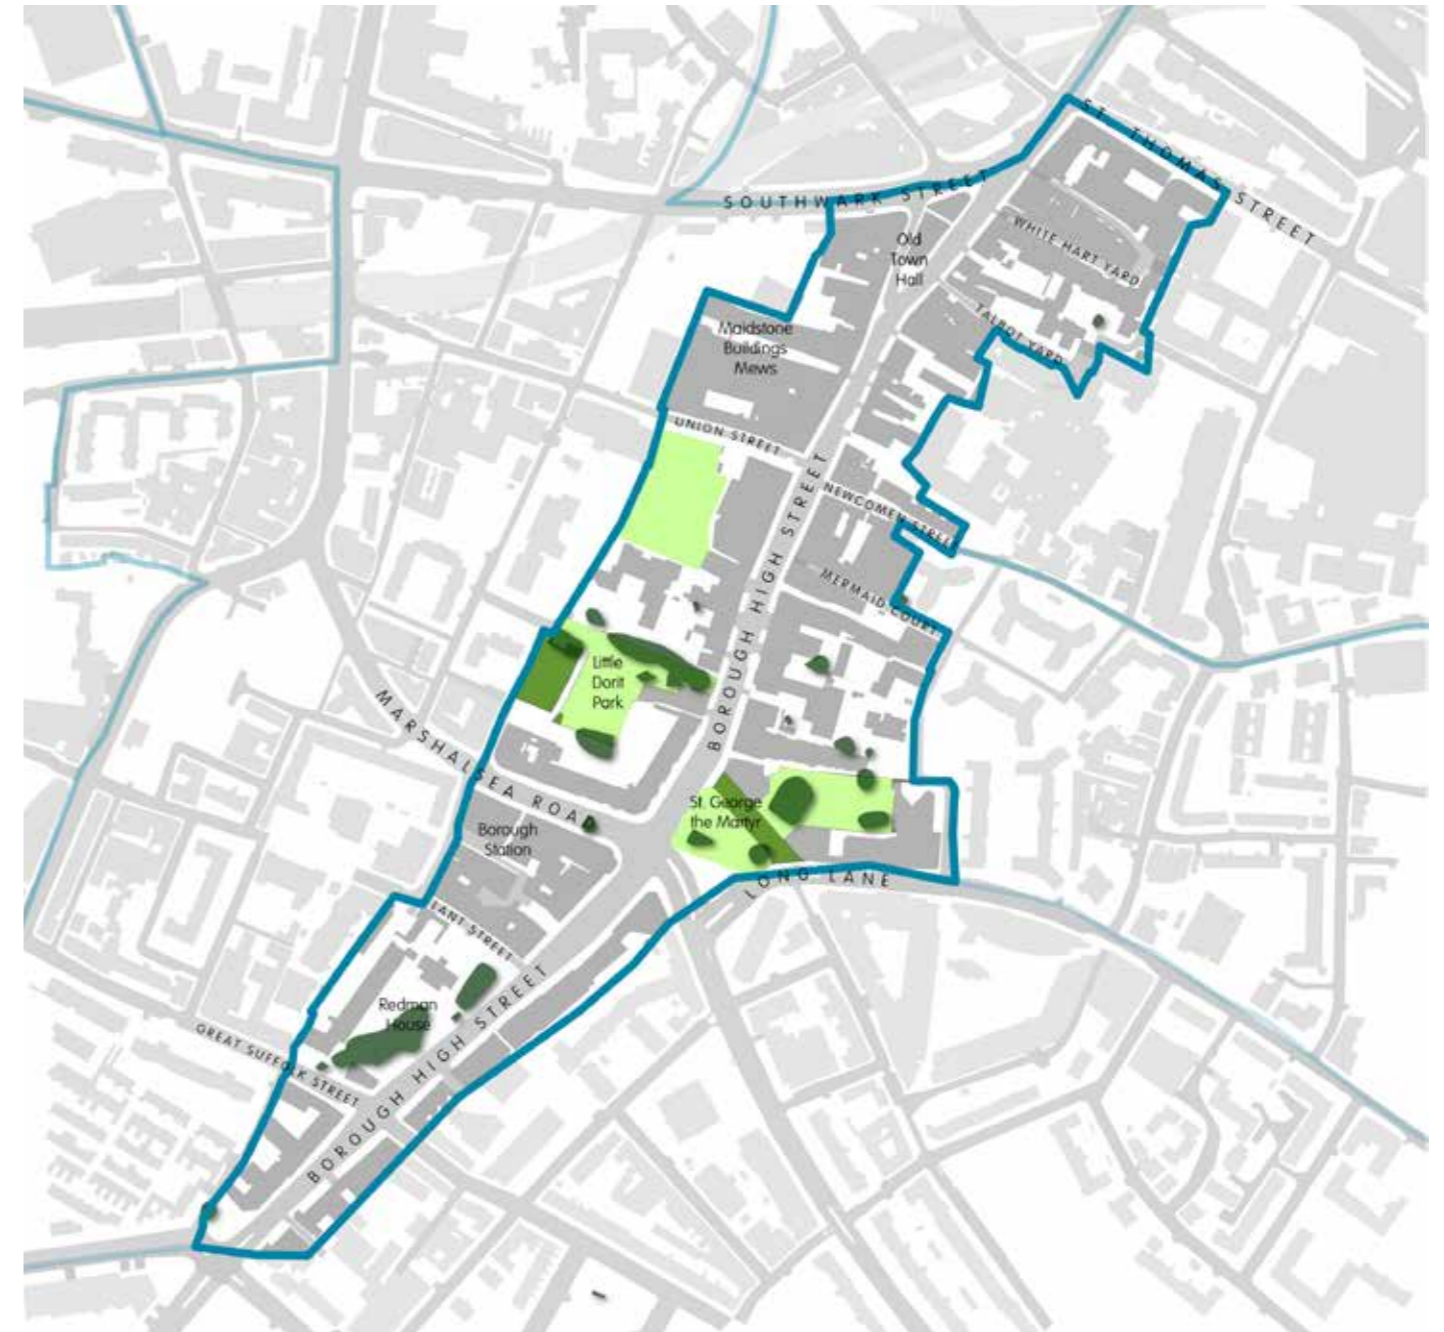 ST. THOMAS STREET
SOUTHWARK STREET
WHITE HART YARD
Old
Town
Hall
TALBOT YARD
Maidstone
Buildings
Mews
UNION STREET
NEWCOMEN STREET
BOROUGH HIGH STREET
MERMAID COURT
Little
Dorit
Park
MARSHALSEA ROAD
St. George
the Martyr
Borough
Station
LONG LANE
LANT STREET
Redman
House
GREAT SUFFOLK STREET
BOROUGH HIGH STREET